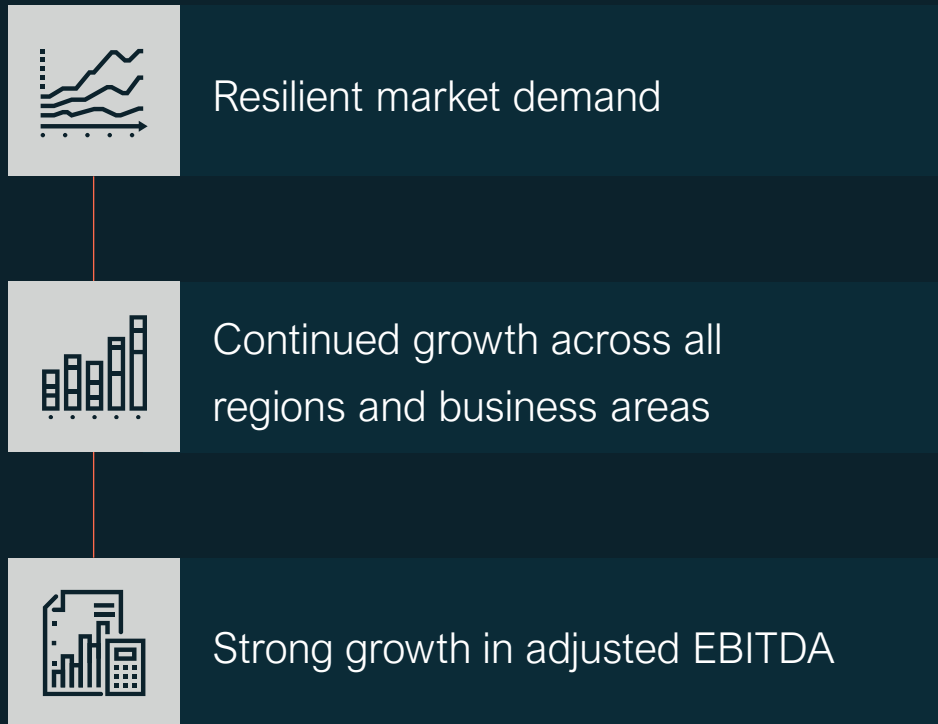 Resilient market demand
Continued growth across all
regions and business areas
Strong growth in adjusted EBITDA